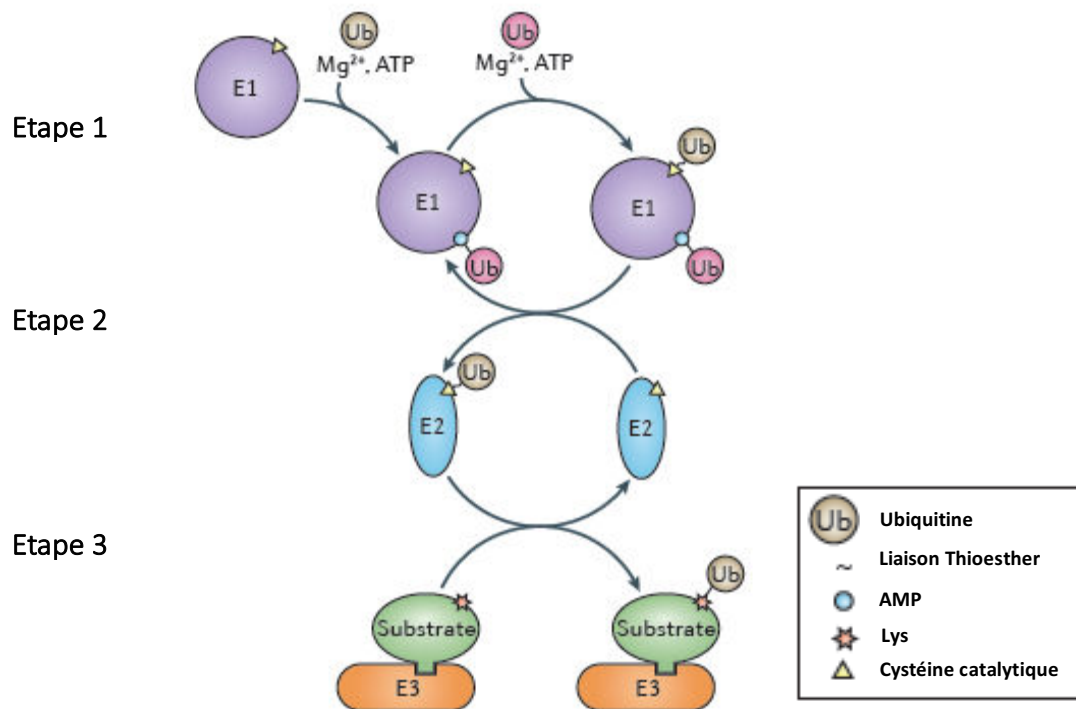 Ub Ub
Mg²⁺. ATP Mg²⁺. ATP
E1
Etape 1
Ub
E1 E1
Ub Ub
Etape 2
Ub
E2 E2
Ub
Ubiquitine
Etape 3
~ Liaison Thioesther
Ub
AMP
Substrate Substrate
Lys
E3 E3
Cystéine catalytique